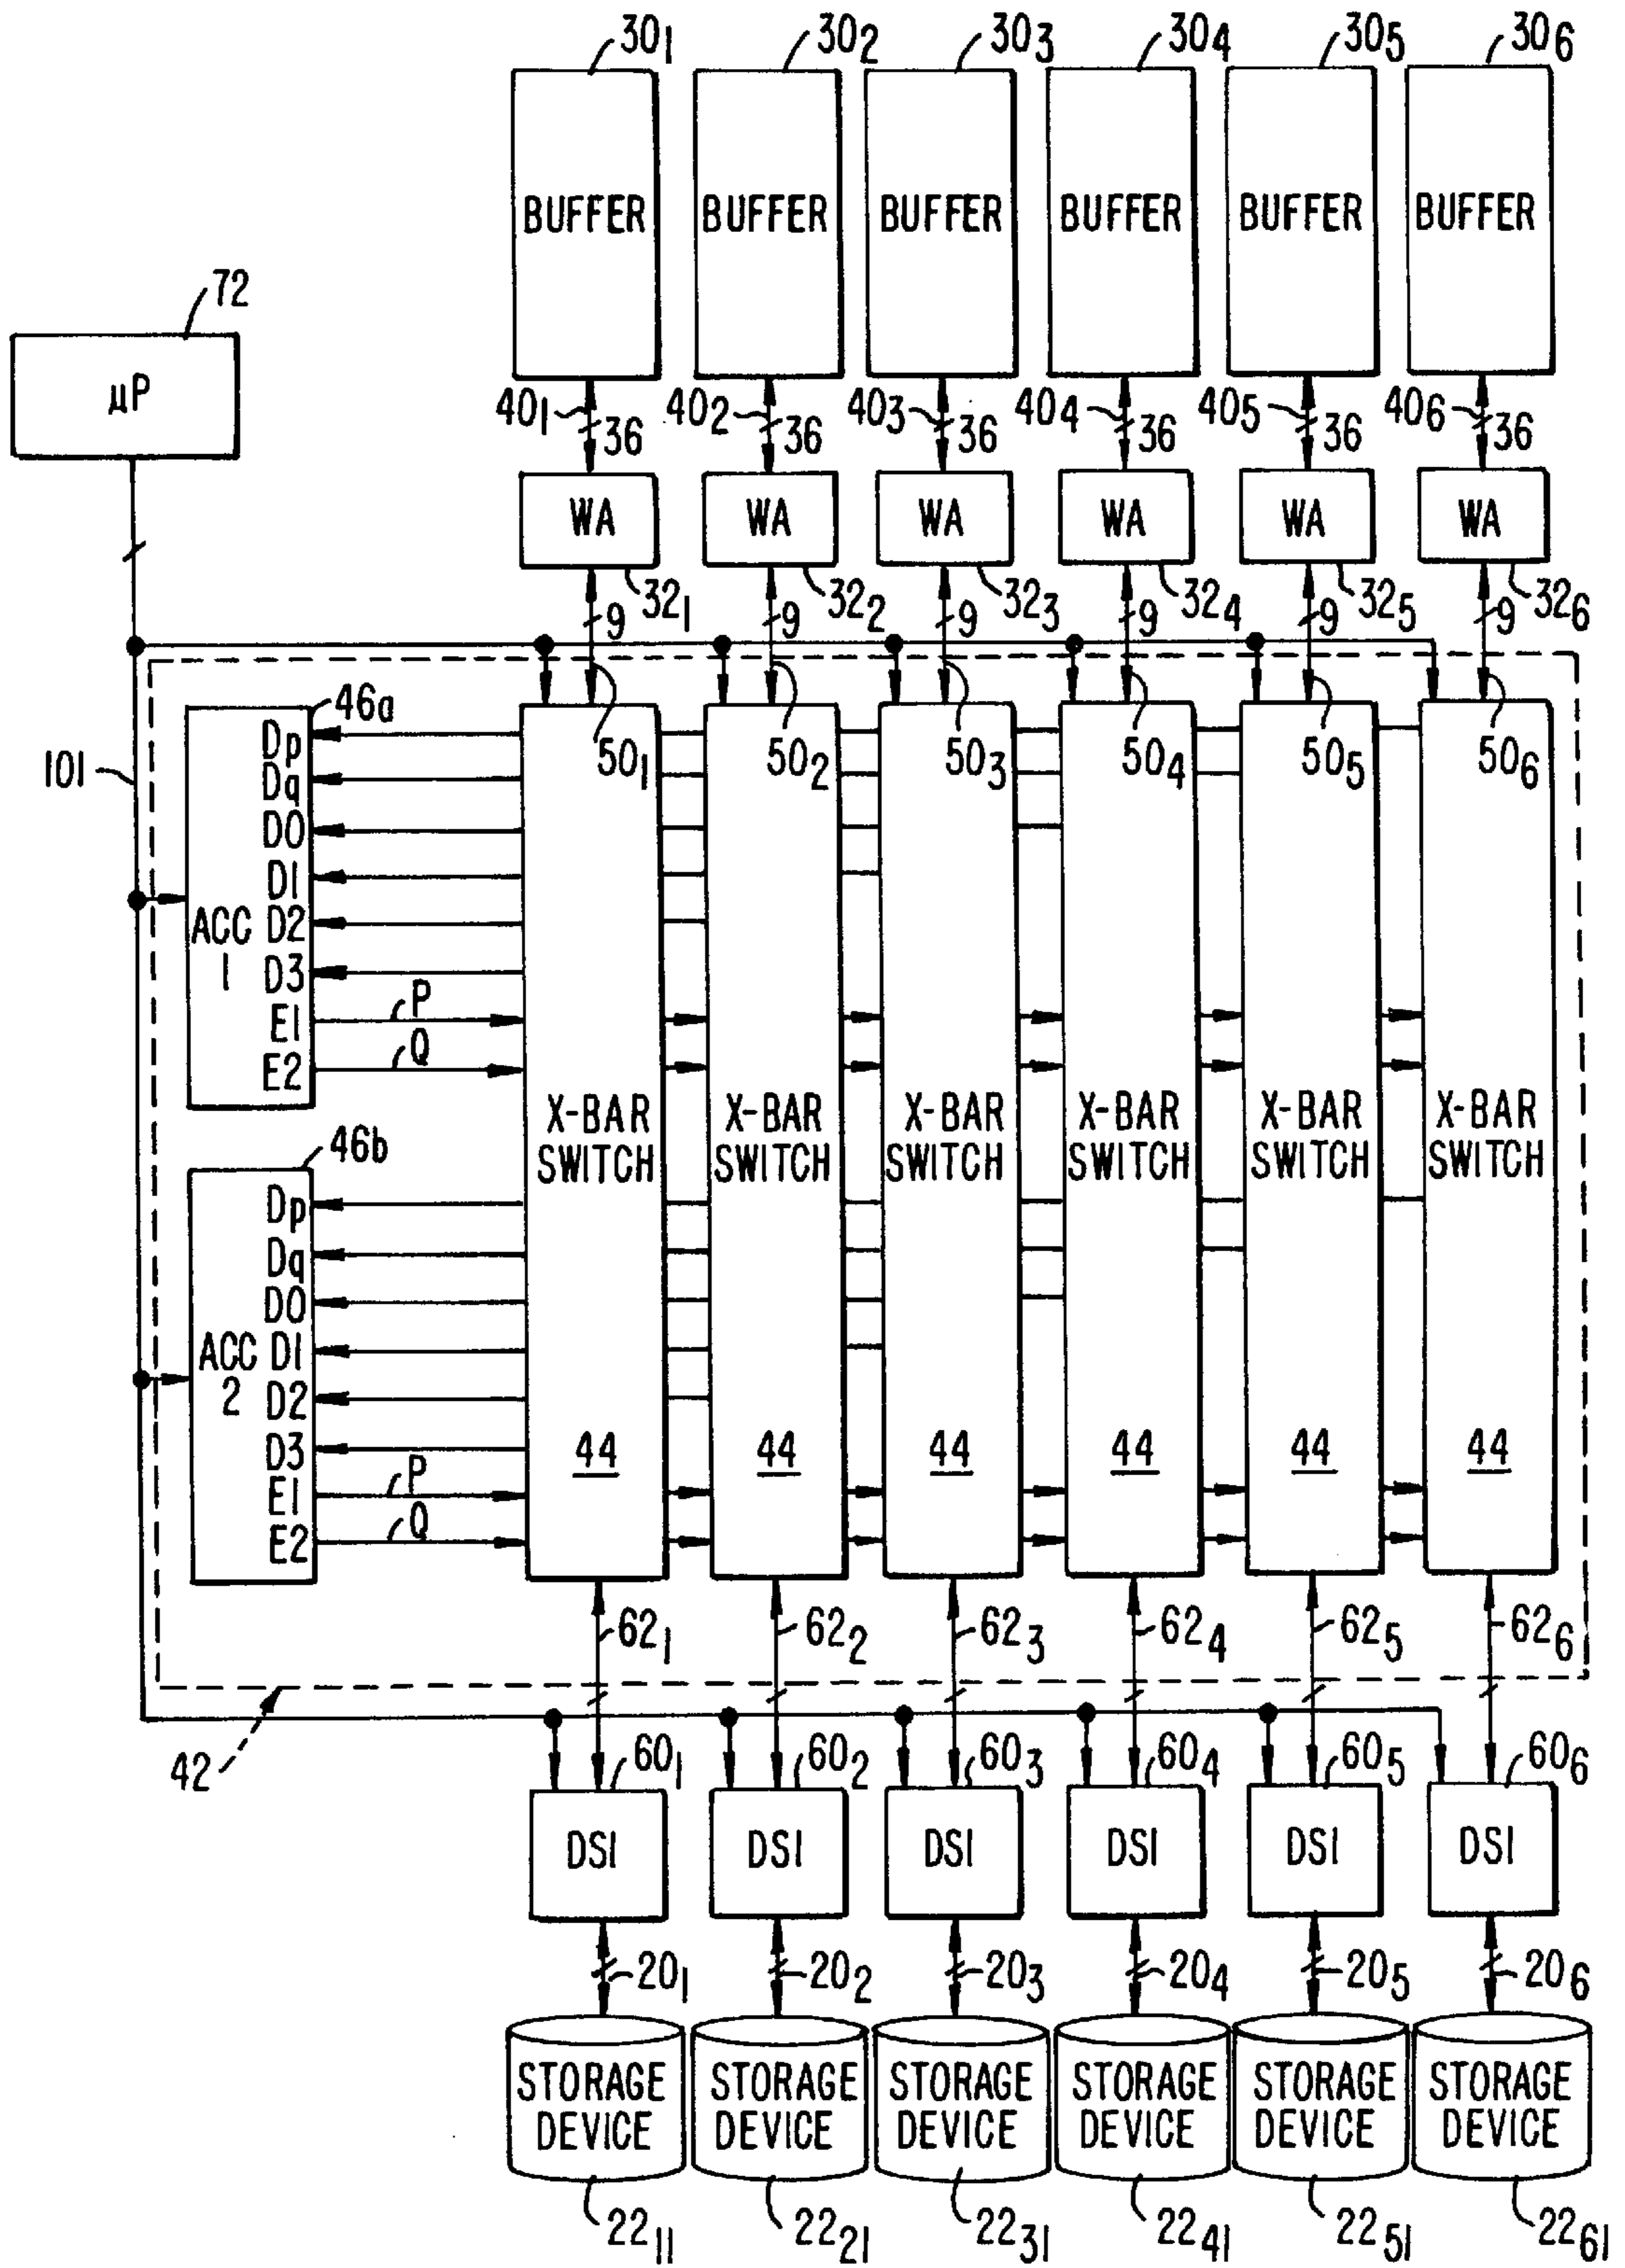 30₁ 30₂ 30₃ 30₄ 30₅ 30₆
BUFFER BUFFER BUFFER BUFFER BUFFER BUFFER
72
μP
40₁ 36 40₂ 36 40₃ 36 40₄ 36 40₅ 36 40₆ 36
WA WA WA WA WA WA
32₁ 32₂ 32₃ 32₄ 32₅ 32₆
9 9 9 9 9 9
101
46a
50₁ 50₂ 50₃ 50₄ 50₅ 50₆
Dp
Dq
D0
D1
ACC D2
1 D3
E1 P
E2 Q
X-BAR X-BAR X-BAR X-BAR X-BAR X-BAR
SWITCH SWITCH SWITCH SWITCH SWITCH SWITCH
46b
Dp
Dq
D0
ACC D1
2 D2
D3
E1 P
E2 Q
44 44 44 44 44 44
62₁ 62₂ 62₃ 62₄ 62₅ 62₆
42
60₁ 60₂ 60₃ 60₄ 60₅ 60₆
DSI DSI DSI DSI DSI DSI
20₁ 20₂ 20₃ 20₄ 20₅ 20₆
STORAGE STORAGE STORAGE STORAGE STORAGE STORAGE
DEVICE DEVICE DEVICE DEVICE DEVICE DEVICE
22₁₁ 22₂₁ 22₃₁ 22₄₁ 22₅₁ 22₆₁